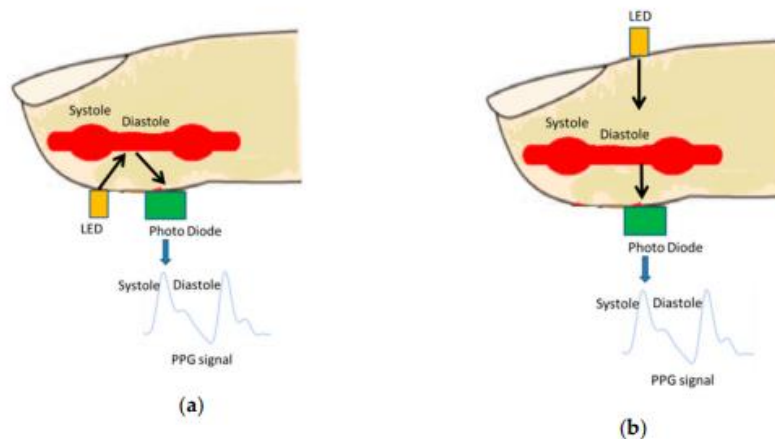 Systole
Diastole
LED
Photo Diode
Systole
Diastole
PPG signal
(a)
LED
Systole
Diastole
Photo Diode
Systole
Diastole
PPG signal
(b)